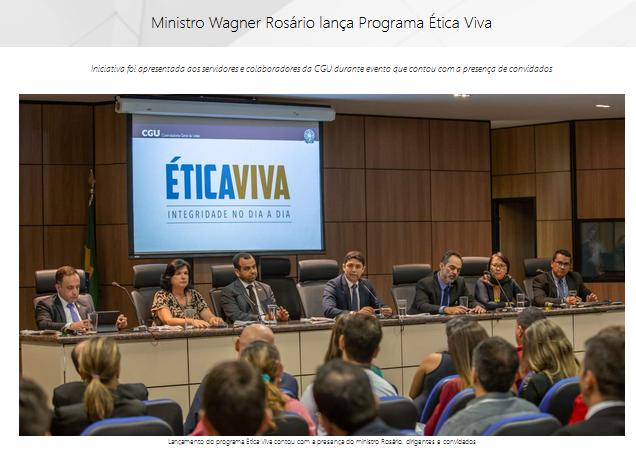 Ministro Wagner Rosário lança Programa Ética Viva
Iniciativa foi apresentada aos servidores e colaboradores da CGU durante evento que contou com a presença de convidados
CGU Controladoria-Geral da União
ÉTICAVIVA
INTEGRIDADE NO DIA A DIA
Lançamento do programa Ética Viva contou com a presença do ministro Rosário, dirigentes e convidados